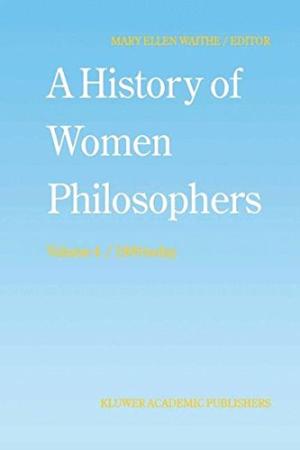 MARY ELLEN WAITHE / EDITOR
A History of
Women
Philosophers
Volume 4 / 1900-today
KLUWER ACADEMIC PUBLISHERS